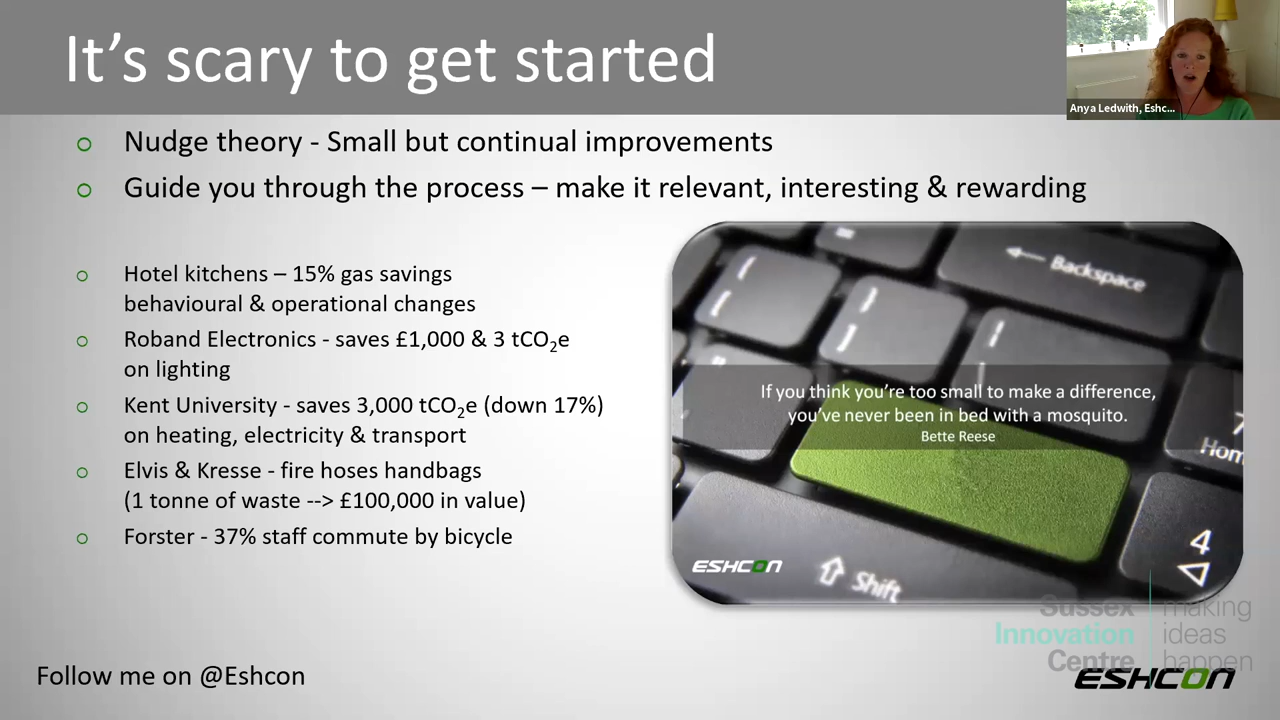 It’s scary to get started
Anya Ledwith, Eshc...
Nudge theory - Small but continual improvements
Guide you through the process – make it relevant, interesting & rewarding
Hotel kitchens – 15% gas savings
behavioural & operational changes
Roband Electronics - saves £1,000 & 3 tCO₂e
on lighting
Kent University - saves 3,000 tCO₂e (down 17%)
on heating, electricity & transport
Elvis & Kresse - fire hoses handbags
(1 tonne of waste --> £100,000 in value)
Forster - 37% staff commute by bicycle
Backspace
If you think you’re too small to make a difference,
you’ve never been in bed with a mosquito.
Bette Reese
7
Home
4
Shift
ESHCON
Sussex making
Innovation ideas
Centre happen
ESHCON
Follow me on @Eshcon